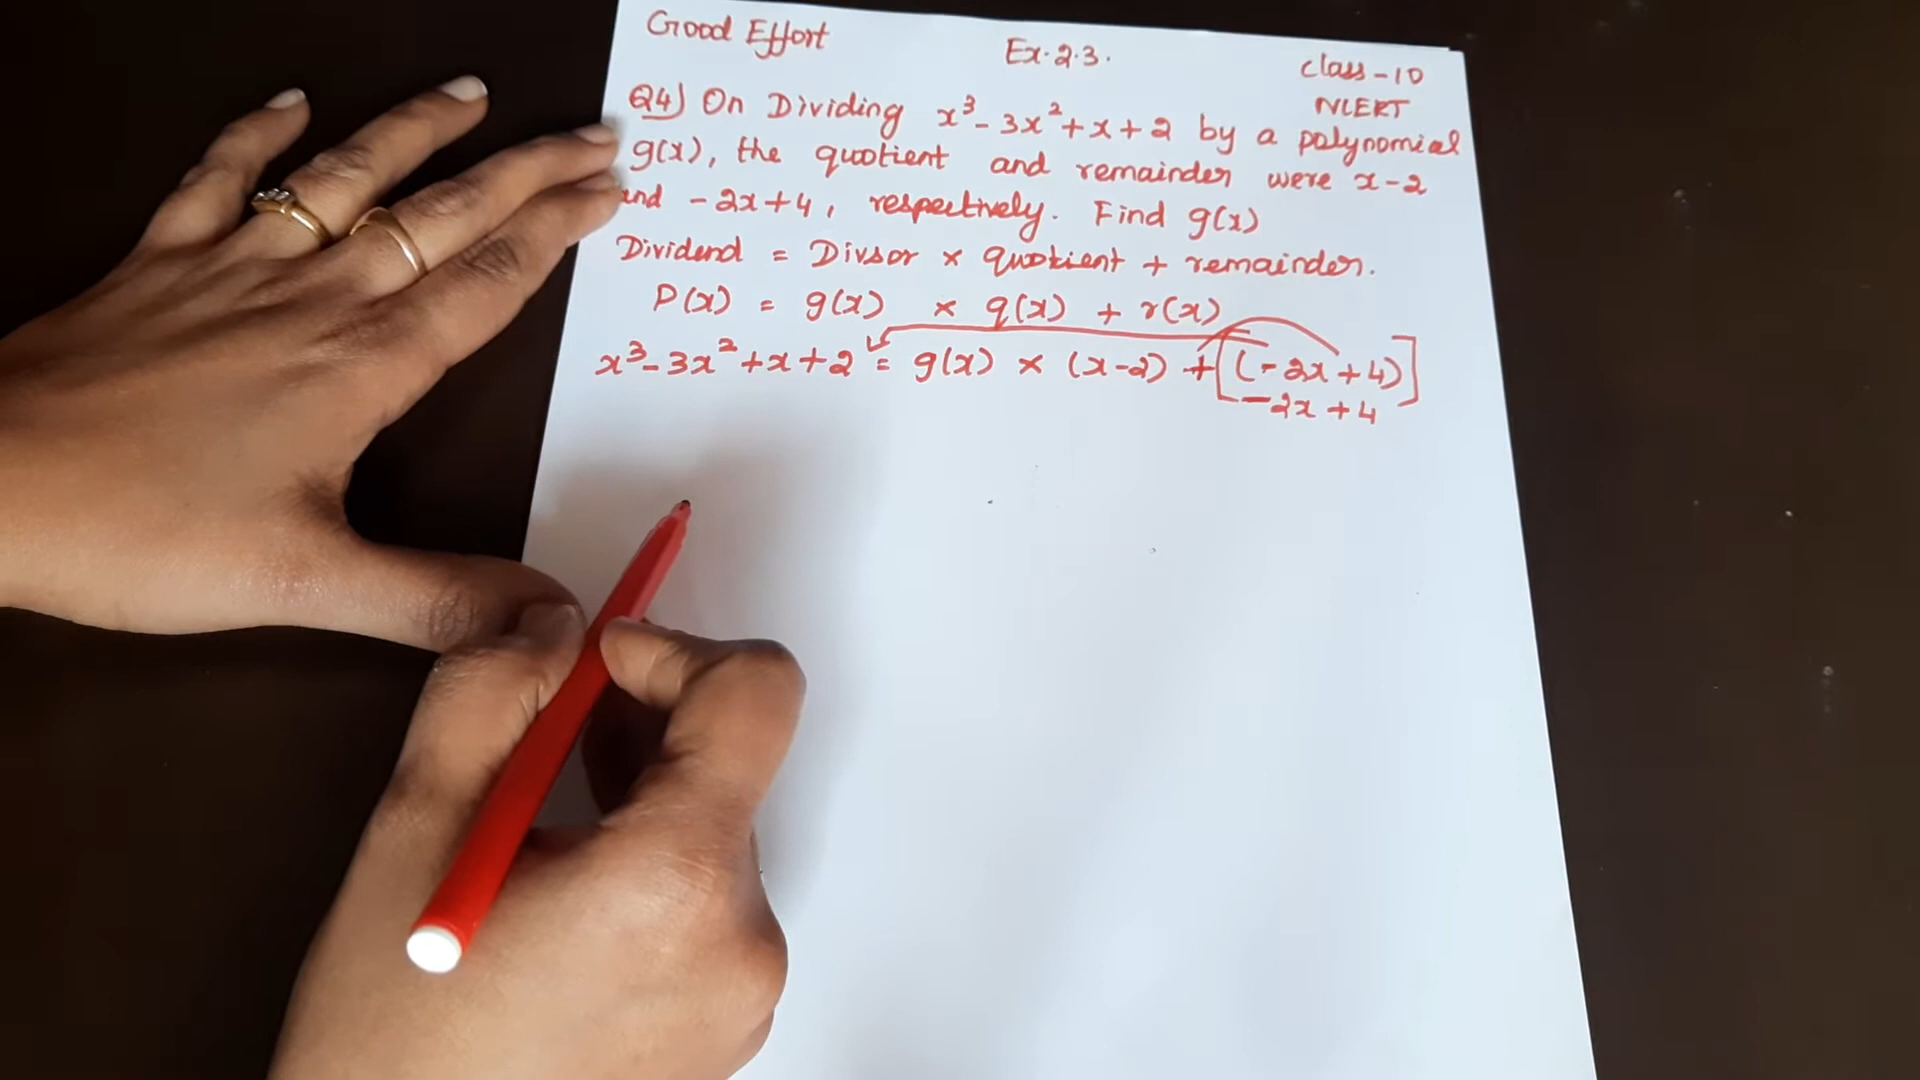 Good Effort
Ex.2.3.
Class-10
NCERT
Q4) On Dividing x³-3x²+x+2 by a polynomial
g(x), the quotient and remainder were x-2
and -2x+4, respectively. Find g(x)
Dividend = Divsor × quotient + remainder.
P(x) = g(x) × q(x) + r(x)
x³-3x²+x+2 = g(x) × (x-2) + [(-2x+4)]
-2x+4